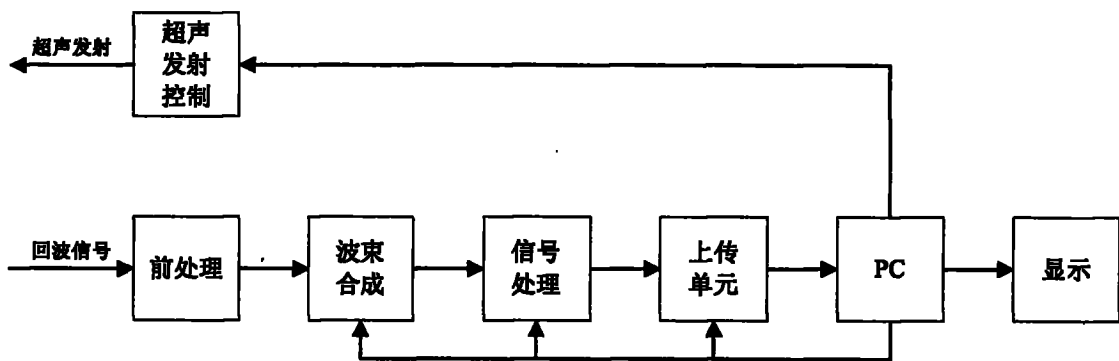 超声发射
超声
发射
控制
回波信号
前处理
波束
合成
信号
处理
上传
单元
PC
显示